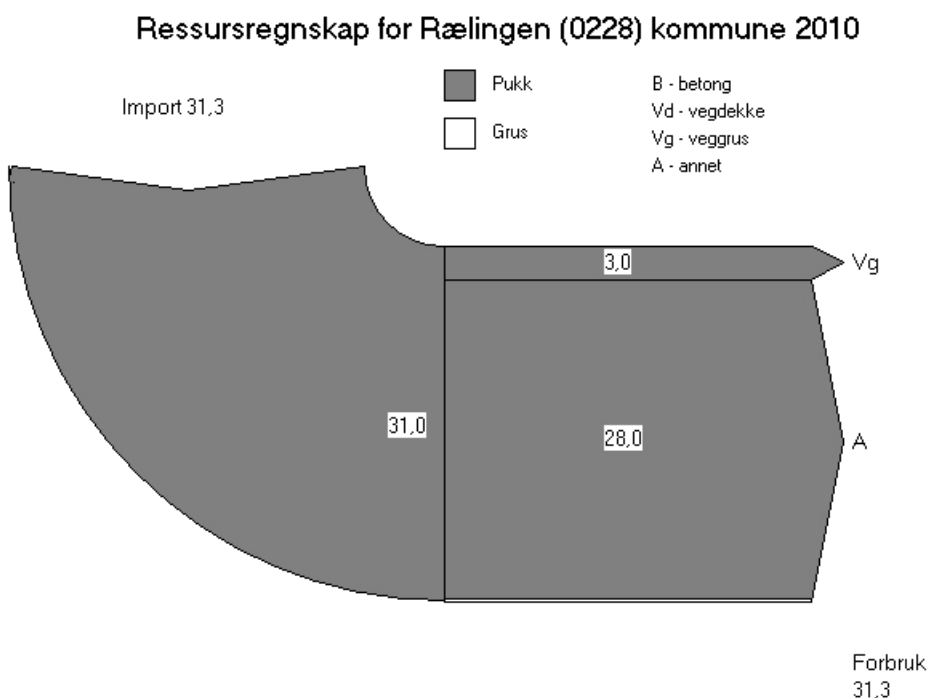 Ressursregnskap for Rælingen (0228) kommune 2010
Import 31,3
Pukk
Grus
B - betong
Vd - vegdekke
Vg - veggrus
A - annet
3,0
Vg
31,0
28,0
A
Forbruk
31,3